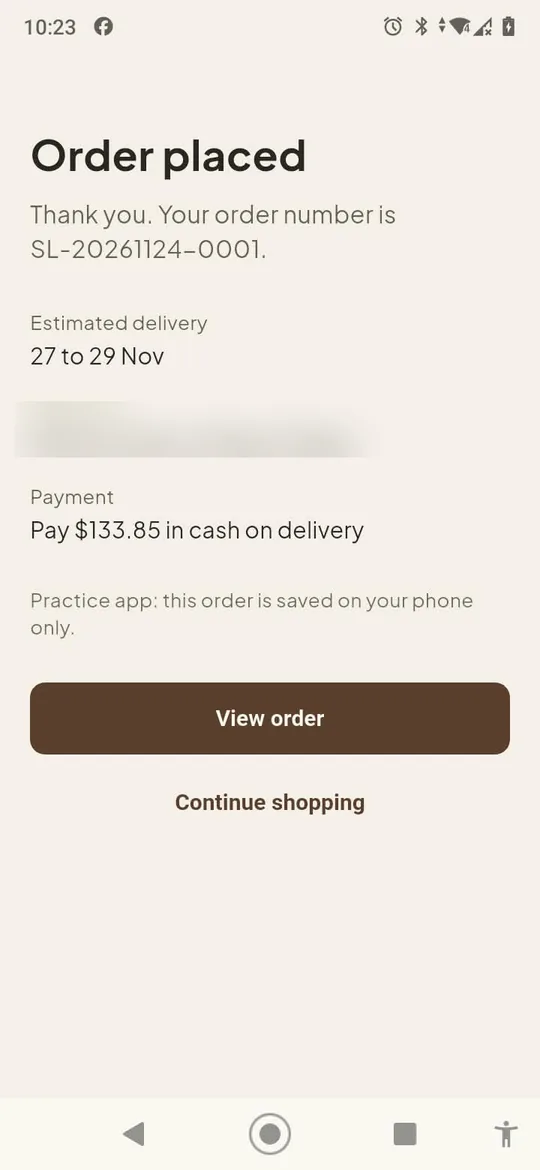 10:23
Order placed
Thank you. Your order number is
SL-20261124-0001.
Estimated delivery
27 to 29 Nov
Payment
Pay $133.85 in cash on delivery
Practice app: this order is saved on your phone
only.
View order
Continue shopping